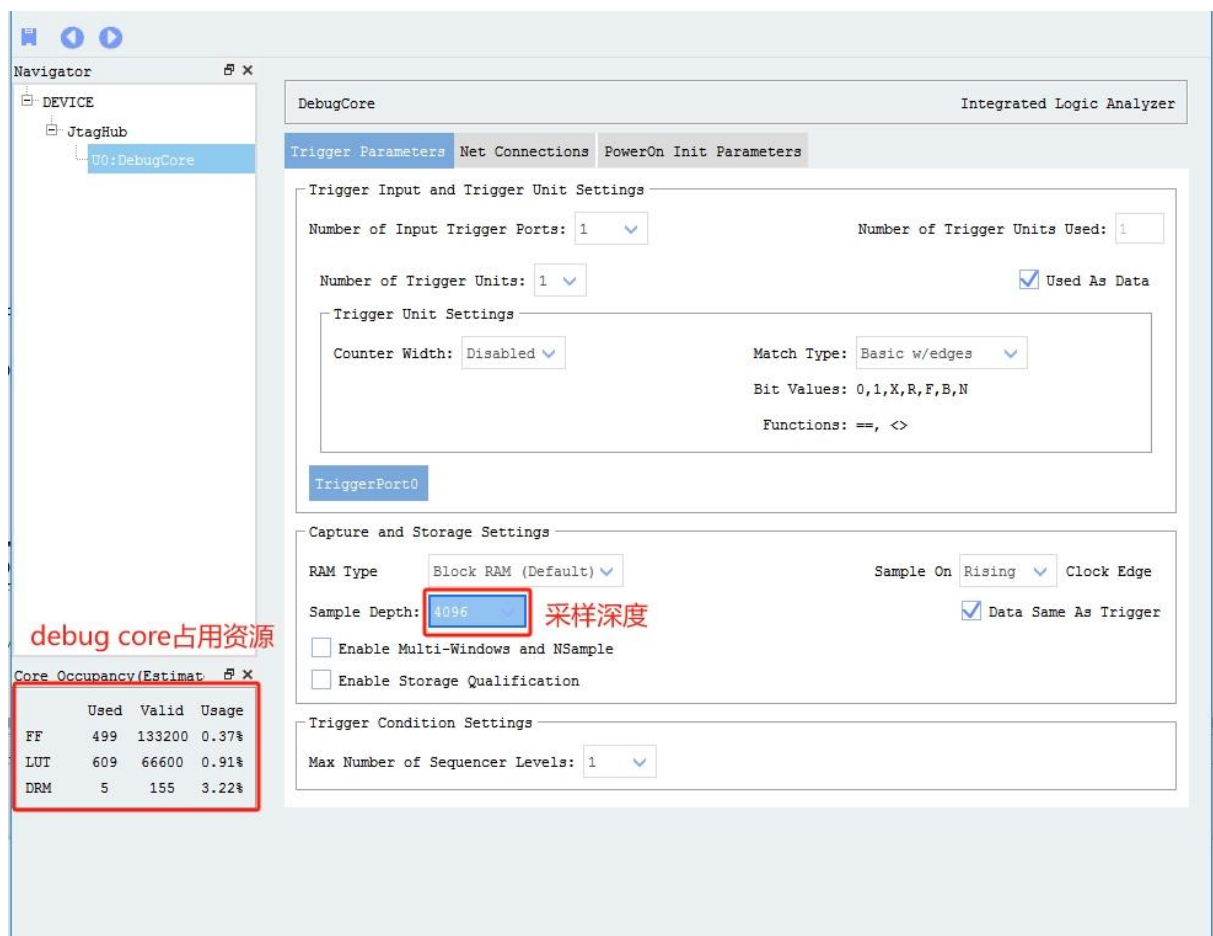 Navigator
DEVICE
JtagHub
U0:DebugCore
DebugCore Integrated Logic Analyzer
Trigger Parameters Net Connections PowerOn Init Parameters
Trigger Input and Trigger Unit Settings
Number of Input Trigger Ports: 1 Number of Trigger Units Used: 1
Number of Trigger Units: 1 Used As Data
Trigger Unit Settings
Counter Width: Disabled Match Type: Basic w/edges
Bit Values: 0,1,X,R,F,B,N
Functions: ==, <>
TriggerPort0
Capture and Storage Settings
RAM Type Block RAM (Default) Sample On Rising Clock Edge
Sample Depth: 4096 采样深度 Data Same As Trigger
Enable Multi-Windows and NSample
Enable Storage Qualification
Trigger Condition Settings
Max Number of Sequencer Levels: 1
debug core占用资源
Core Occupancy(Estimat
Used Valid Usage
FF 499 133200 0.37%
LUT 609 66600 0.91%
DRM 5 155 3.22%